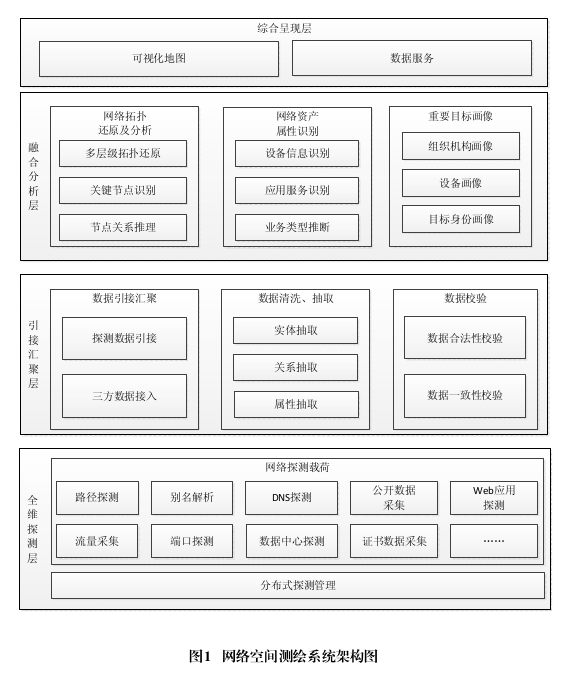 综合呈现层
可视化地图
数据服务
融合分析层
网络拓扑
还原及分析
多层级拓扑还原
关键节点识别
节点关系推理
网络资产
属性识别
设备信息识别
应用服务识别
业务类型推断
重要目标画像
组织机构画像
设备画像
目标身份画像
引接汇聚层
数据引接汇聚
探测数据引接
三方数据接入
数据清洗、抽取
实体抽取
关系抽取
属性抽取
数据校验
数据合法性校验
数据一致性校验
全维探测层
网络探测载荷
路径探测
别名解析
DNS探测
公开数据
采集
Web应用
探测
流量采集
端口探测
数据中心探测
证书数据采集
……
分布式探测管理
图1 网络空间测绘系统架构图